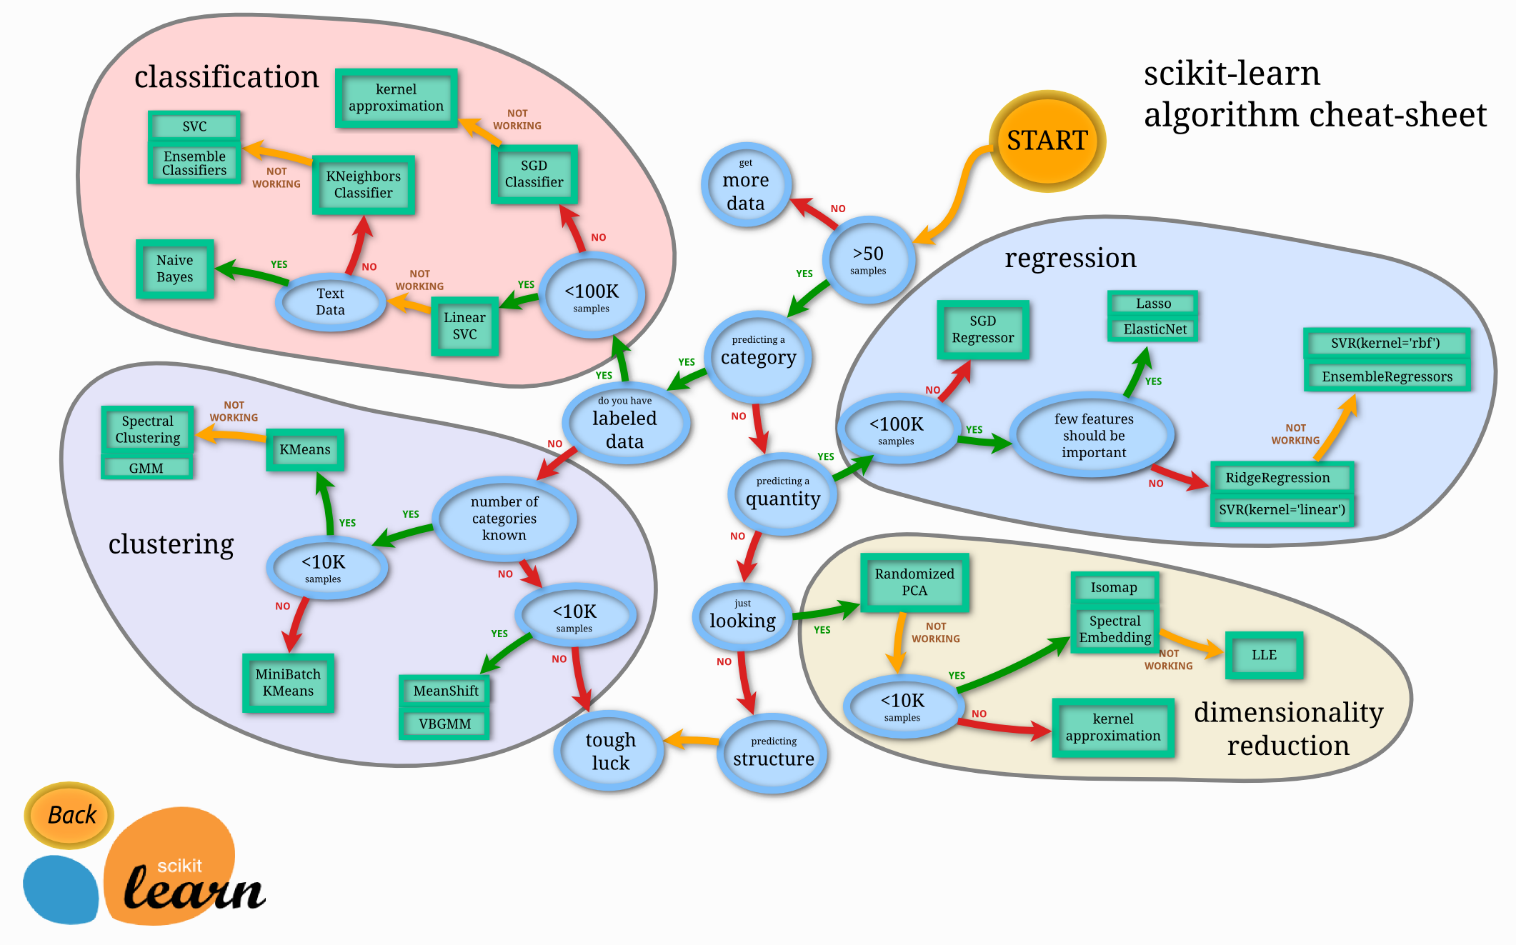 scikit-learn
algorithm cheat-sheet
START
get
more
data
NO
>50
samples
YES
predicting a
category
YES
NO
do you have
labeled
data
YES
NO
predicting a
quantity
YES
NO
just
looking
YES
NO
predicting
structure
tough
luck
classification
kernel
approximation
NOT
WORKING
SGD
Classifier
NO
<100K
samples
YES
Linear
SVC
NOT
WORKING
Text
Data
YES
Naive
Bayes
NO
KNeighbors
Classifier
NOT
WORKING
SVC
Ensemble
Classifiers
regression
<100K
samples
NO
SGD
Regressor
YES
few features
should be
important
YES
Lasso
ElasticNet
NO
RidgeRegression
SVR(kernel='linear')
NOT
WORKING
SVR(kernel='rbf')
EnsembleRegressors
clustering
number of
categories
known
YES
<10K
samples
YES
KMeans
NOT
WORKING
Spectral
Clustering
GMM
NO
MiniBatch
KMeans
NO
<10K
samples
YES
MeanShift
VBGMM
NO
dimensionality
reduction
Randomized
PCA
NOT
WORKING
<10K
samples
YES
Isomap
Spectral
Embedding
NOT
WORKING
LLE
NO
kernel
approximation
Back
scikit
learn